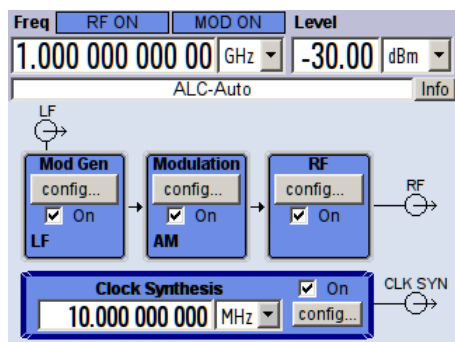 Freq RF ON MOD ON Level
1.000 000 000 00 GHz -30.00 dBm
ALC-Auto Info
LF
Mod Gen Modulation RF
config... config... config...
On On On
RF
LF AM
Clock Synthesis On CLK SYN
10.000 000 000 MHz config...